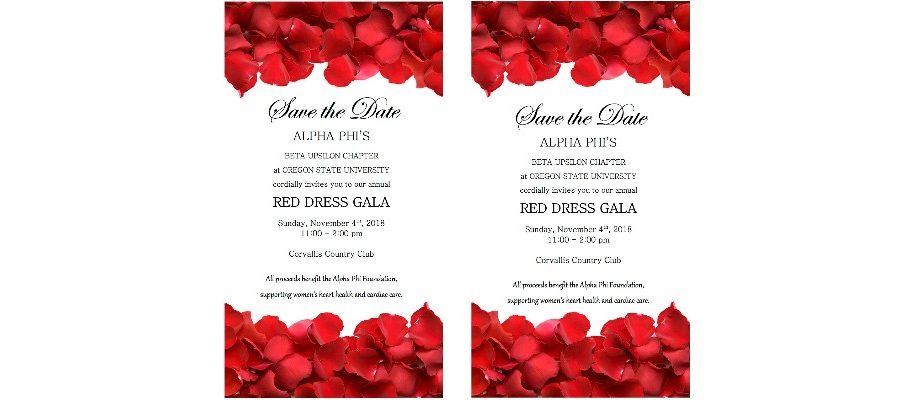 Save the Date
ALPHA PHI'S
BETA UPSILON CHAPTER
at OREGON STATE UNIVERSITY
cordially invites you to our annual
RED DRESS GALA
Sunday, November 4th, 2018
11:00 - 2:00 pm
Corvallis Country Club
All proceeds benefit the Alpha Phi Foundation,
supporting women's heart health and cardiac care.
Save the Date
ALPHA PHI'S
BETA UPSILON CHAPTER
at OREGON STATE UNIVERSITY
cordially invites you to our annual
RED DRESS GALA
Sunday, November 4th, 2018
11:00 - 2:00 pm
Corvallis Country Club
All proceeds benefit the Alpha Phi Foundation,
supporting women's heart health and cardiac care.